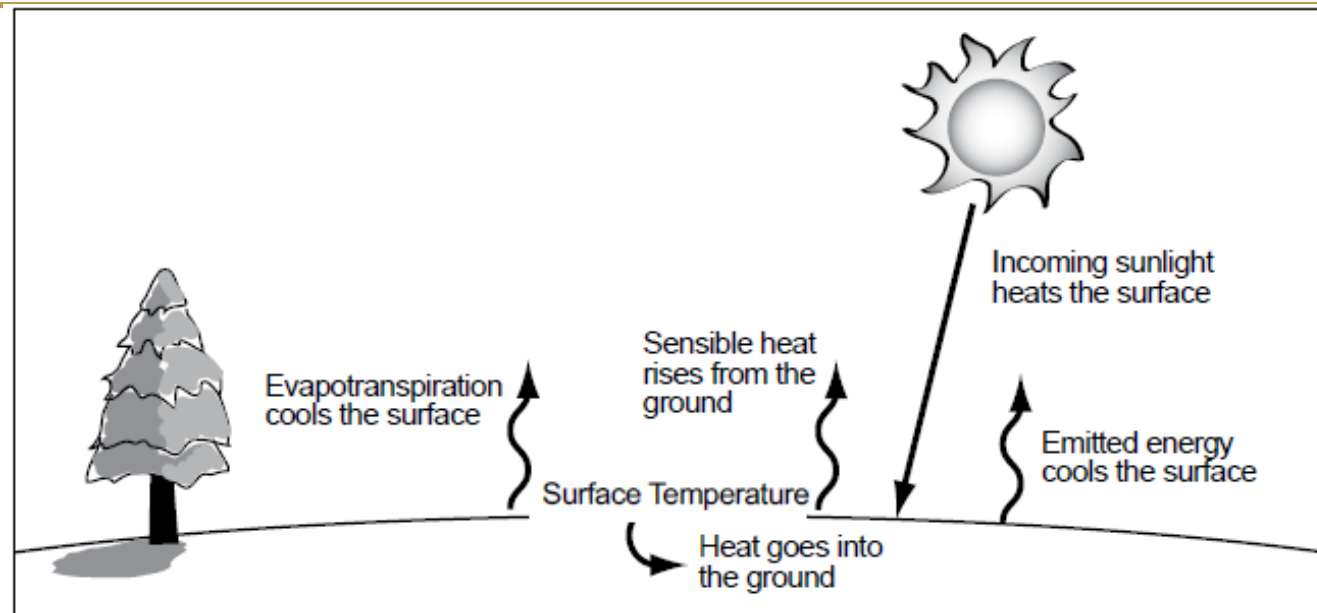 Incoming sunlight
heats the surface
Sensible heat
rises from the
ground
Evapotranspiration
cools the surface
Emitted energy
cools the surface
Surface Temperature
Heat goes into
the ground